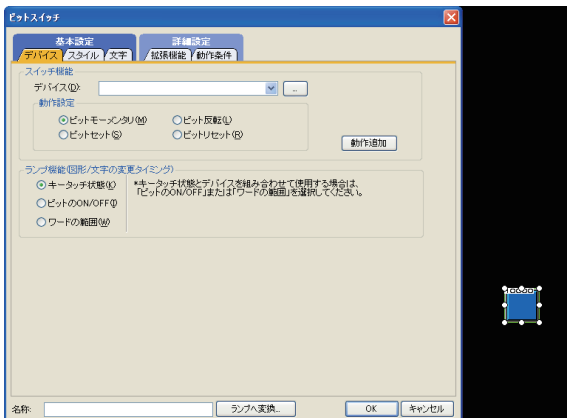 ビットスイッチ
基本設定 詳細設定
デバイス スタイル 文字 拡張機能 動作条件
スイッチ機能
デバイス(D): ...
動作設定
ビットモーメンタリ(M) ビット反転(L)
ビットセット(S) ビットリセット(R)
動作追加
ランプ機能(図形/文字の変更タイミング)
キータッチ状態(K) *キータッチ状態とデバイスを組み合わせて使用する場合は、
ビットのON/OFF(I) 「ビットのON/OFF」または「ワードの範囲」を選択してください。
ワードの範囲(W)
名称: ランプへ変換... OK キャンセル